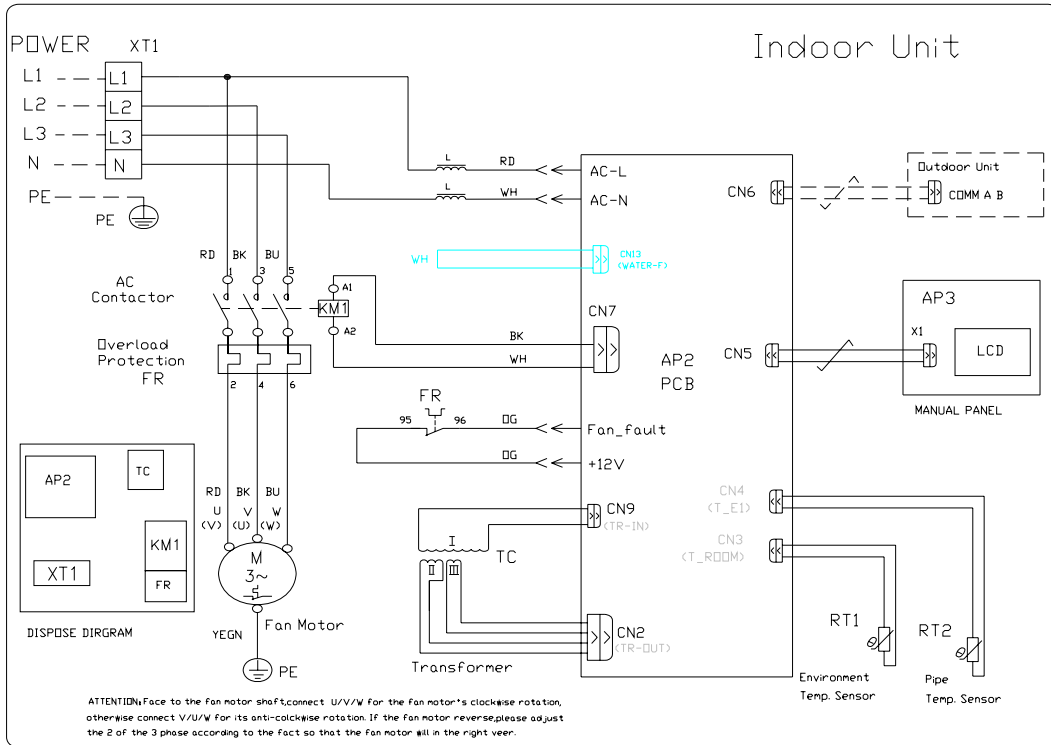 Indoor Unit
POWER
XT1
L1 L1
L2 L2
L3 L3
N N
PE
PE
L RD AC-L
L WH AC-N
CN6
Outdoor Unit
COMM A B
WH
CN13
(WATER-F)
RD BK BU
1 3 5
AC
Contactor
A1
KM1
A2
Overload
Protection
FR
2 4 6
CN7
BK
WH
AP2
PCB
CN5
AP3
X1
LCD
MANUAL PANEL
FR
95 96 OG Fan_fault
OG +12V
AP2
TC
KM1
XT1
FR
DISPOSE DIRGRAM
RD BK BU
U V W
(V) (U) (W)
M
3~
Fan Motor
YEGN
PE
CN9
(TR-IN)
I
II III
TC
CN2
(TR-OUT)
Transformer
CN4
(T_E1)
CN3
(T_ROOM)
RT1
θ
Environment
Temp. Sensor
RT2
θ
Pipe
Temp. Sensor
ATTENTION:Face to the fan motor shaft,connect U/V/W for the fan motor's clockwise rotation,
otherwise connect V/U/W for its anti-colckwise rotation. If the fan motor reverse,please adjust
the 2 of the 3 phase according to the fact so that the fan motor will in the right veer.